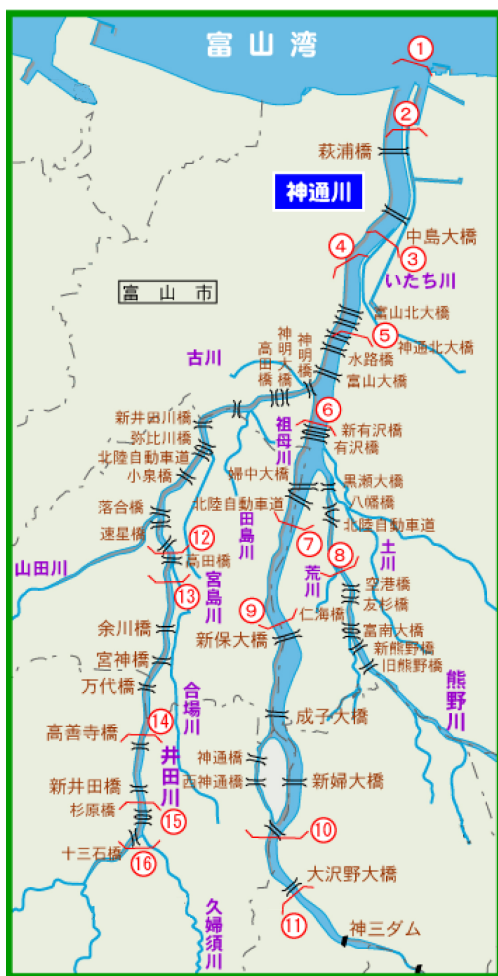 富山湾
①
②
萩浦橋
神通川
中島大橋
④
③
いたち川
富山市
富山北大橋
⑤
神通北大橋
水路橋
富山大橋
古川
高田橋
神明大橋
神明橋
⑥
新有沢橋
有沢橋
祖母川
新井田川橋
弥比川橋
北陸自動車道
小泉橋
婦中大橋
黒瀬大橋
八幡橋
北陸自動車道
北陸自動車道
落合橋
速星橋
田島川
⑦
⑧
土川
⑫
山田川
高田橋
⑬
宮島川
荒川
空港橋
友杉橋
⑨
仁海橋
富南大橋
新熊野橋
旧熊野橋
余川橋
新保大橋
宮神橋
熊野川
万代橋
合場川
成子大橋
⑭
高善寺橋
井田川
神通橋
西神通橋
新婦大橋
新井田橋
杉原橋
⑮
⑩
十三石橋
⑯
大沢野大橋
⑪
久婦須川
神三ダム